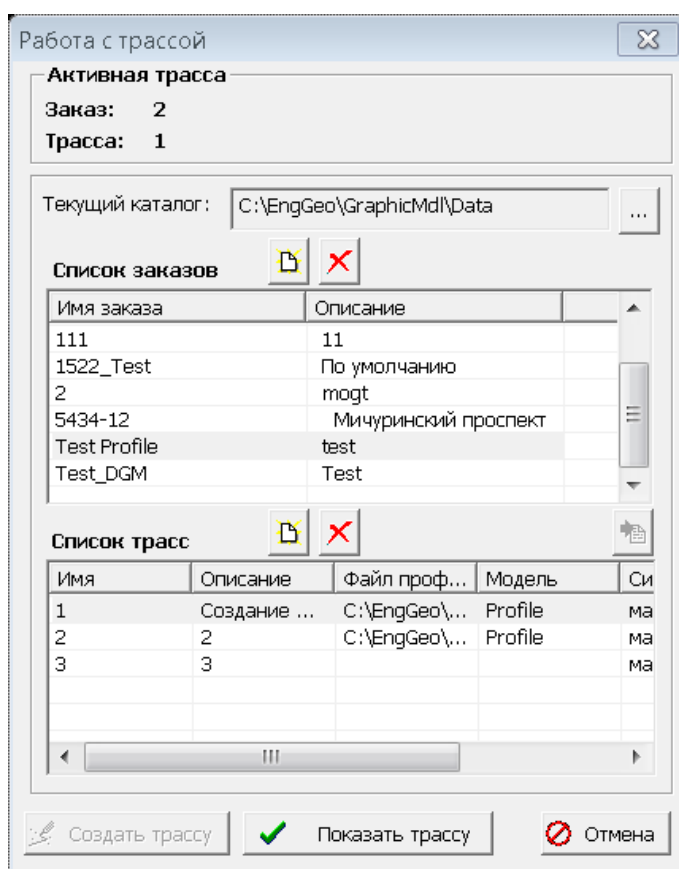 Работа с трассой
Активная трасса
Заказ: 2
Трасса: 1
Текущий каталог: C:\EngGeo\GraphicMdl\Data ...
Список заказов
Имя заказа Описание
111 11
1522_Test По умолчанию
2 mogt
5434-12 Мичуринский проспект
Test Profile test
Test_DGM Test
Список трасс
Имя Описание Файл проф... Модель Си
1 Создание ... C:\EngGeo\... Profile ма
2 2 C:\EngGeo\... Profile ма
3 3 ма
Создать трассу Показать трассу Отмена